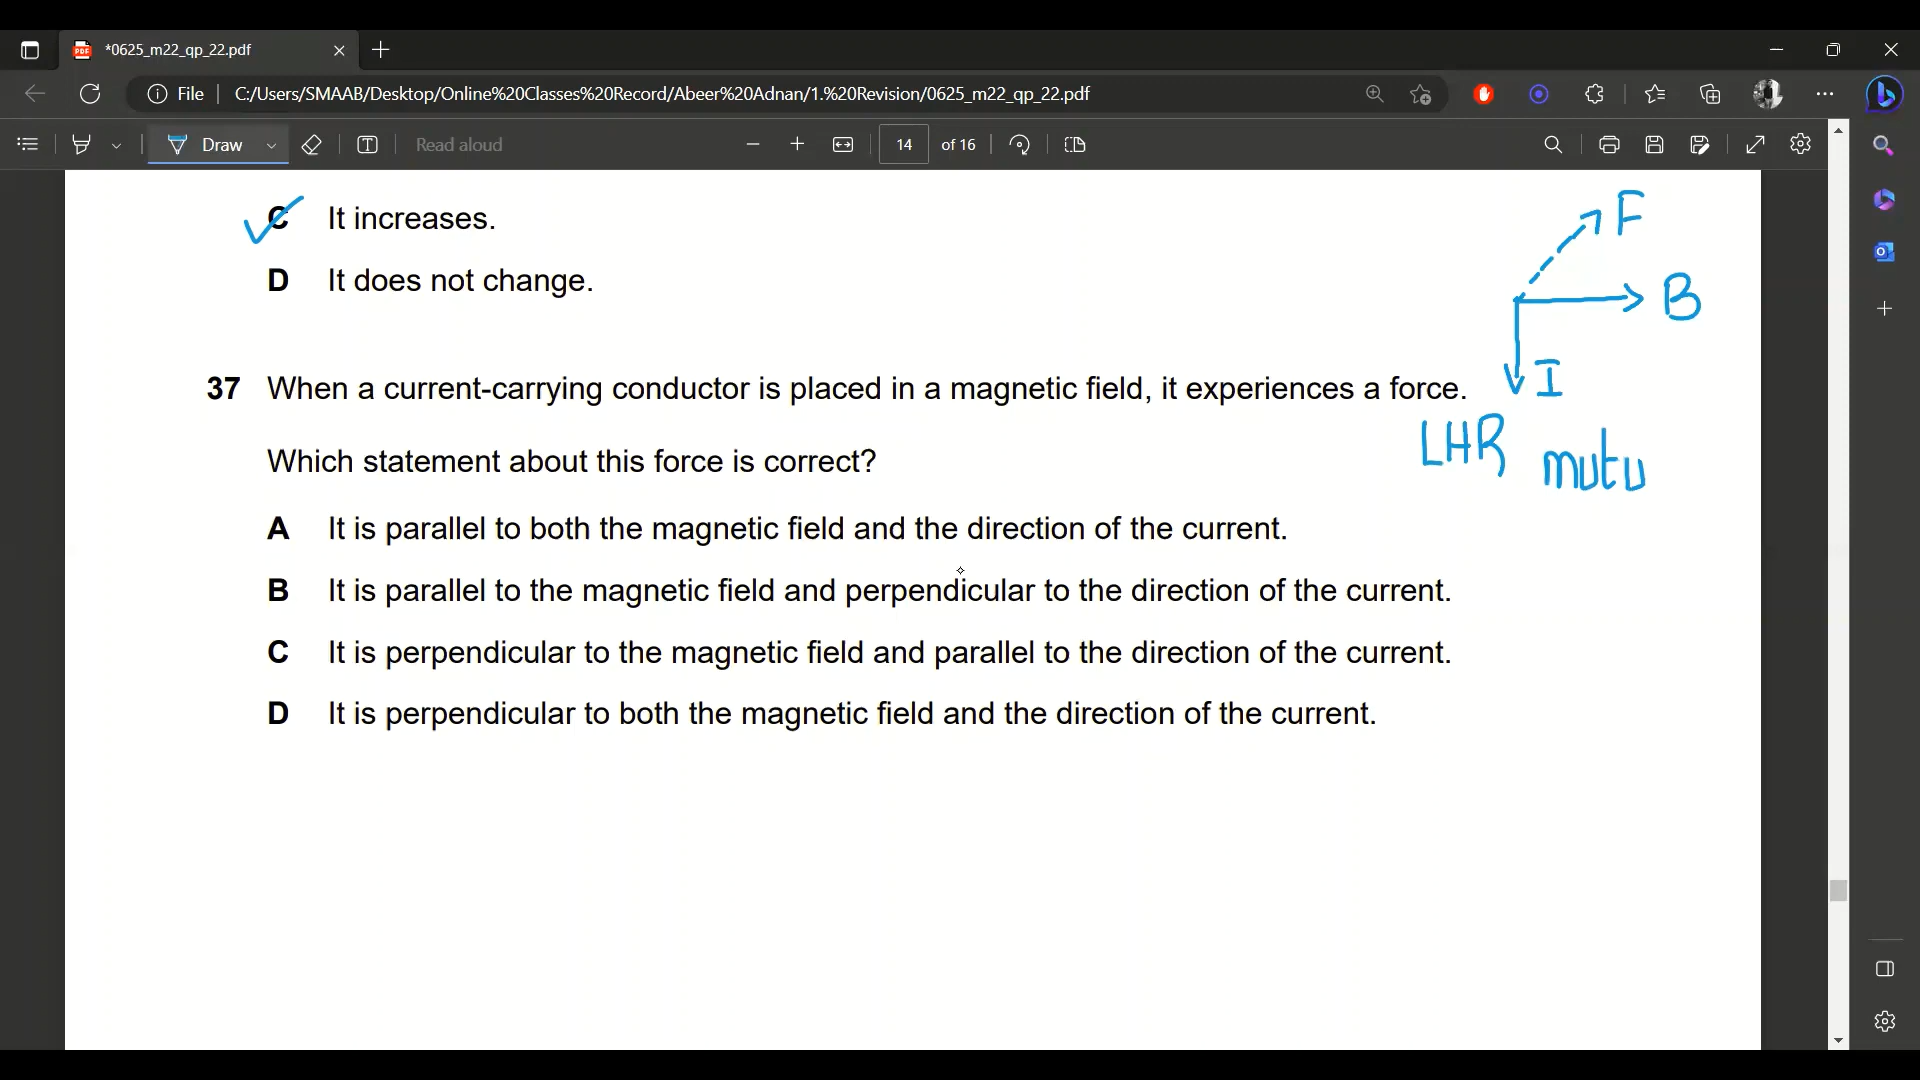 *0625_m22_qp_22.pdf
File
C:/Users/SMAAB/Desktop/Online%20Classes%20Record/Abeer%20Adnan/1.%20Revision/0625_m22_qp_22.pdf
Draw
Read aloud
14 of 16
C It increases.
D It does not change.
F
B
I
37 When a current-carrying conductor is placed in a magnetic field, it experiences a force.
LHR mutu
Which statement about this force is correct?
A It is parallel to both the magnetic field and the direction of the current.
B It is parallel to the magnetic field and perpendicular to the direction of the current.
C It is perpendicular to the magnetic field and parallel to the direction of the current.
D It is perpendicular to both the magnetic field and the direction of the current.